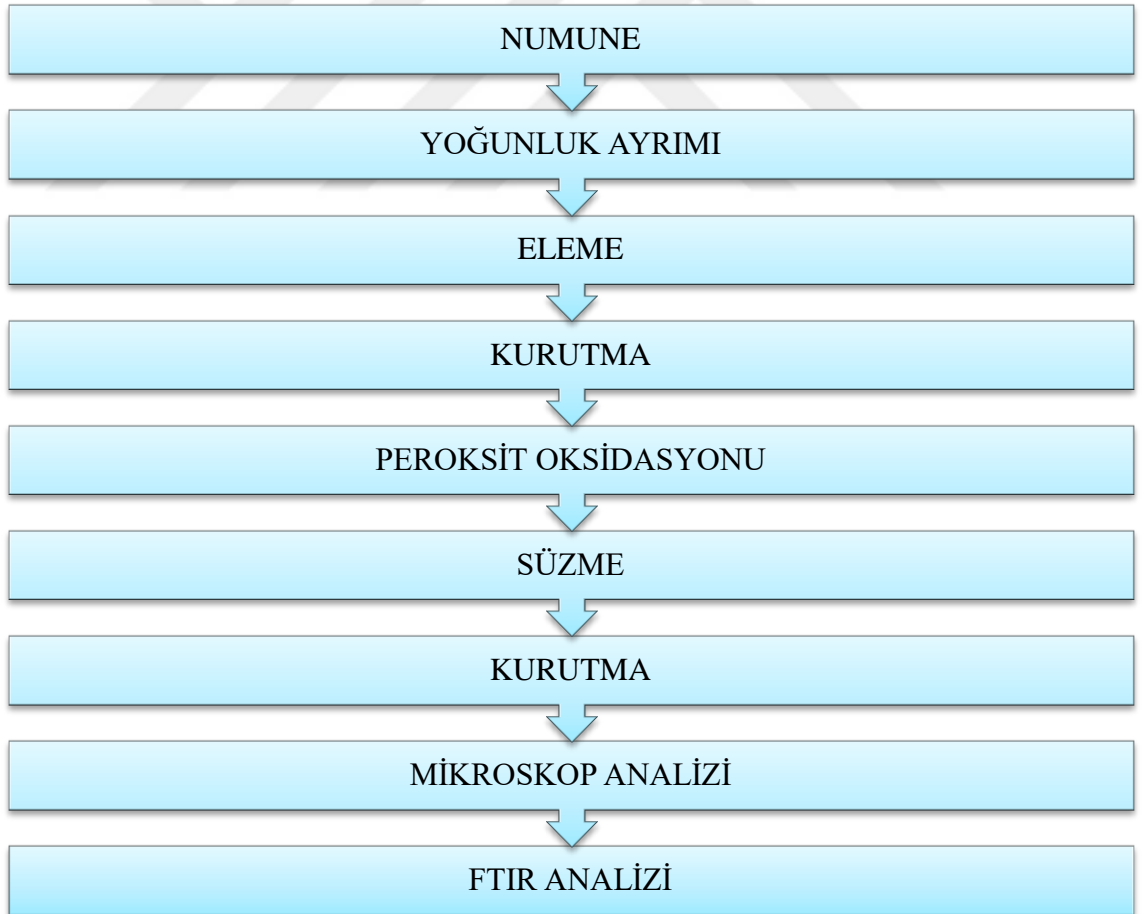 NUMUNE
YOĞUNLUK AYRIMI
ELEME
KURUTMA
PEROKSİT OKSİDASYONU
SÜZME
KURUTMA
MİKROSKOP ANALİZİ
FTIR ANALİZİ